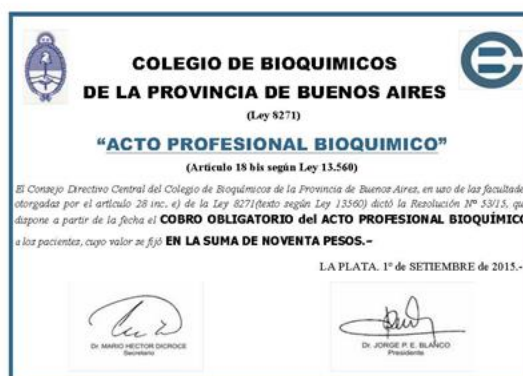 COLEGIO DE BIOQUIMICOS
DE LA PROVINCIA DE BUENOS AIRES
(Ley 8271)
“ACTO PROFESIONAL BIOQUIMICO”
(Artículo 18 bis según Ley 13.560)
El Consejo Directivo Central del Colegio de Bioquímicos de la Provincia de Buenos Aires, en uso de las facultade
otorgadas por el artículo 28 inc. e) de la Ley 8271(texto según Ley 13560) dictó la Resolución Nº 53/15, qu
dispone a partir de la fecha el COBRO OBLIGATORIO del ACTO PROFESIONAL BIOQUÍMICO
a los pacientes, cuyo valor se fijó EN LA SUMA DE NOVENTA PESOS.–
LA PLATA. 1º de SETIEMBRE de 2015.-
Dr. MARIO HECTOR DICROCE
Secretario
Dr. JORGE P. E. BLANCO
Presidente